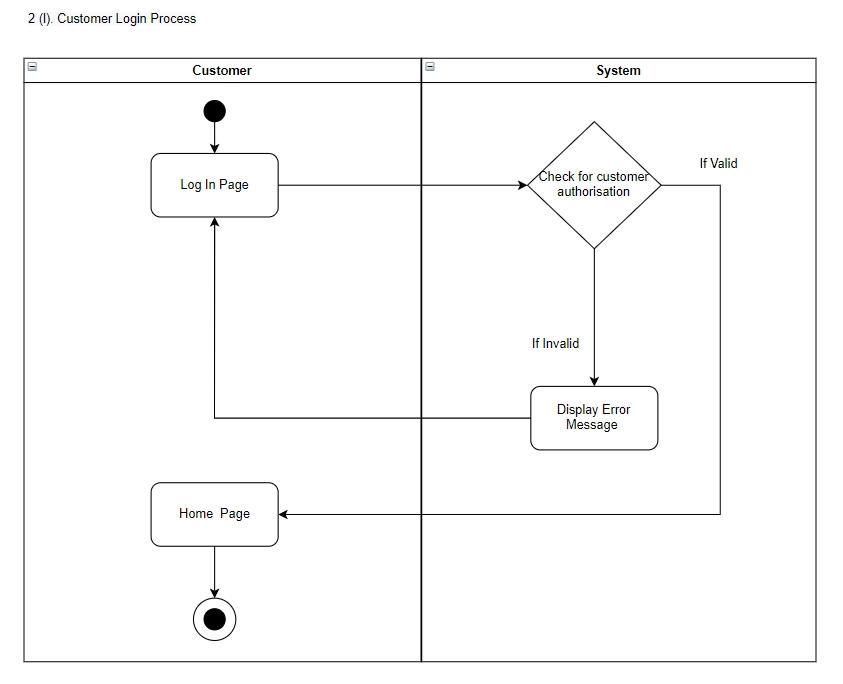 2 (I). Customer Login Process
Customer
System
Log In Page
Check for customer
authorisation
If Valid
If Invalid
Display Error
Message
Home  Page